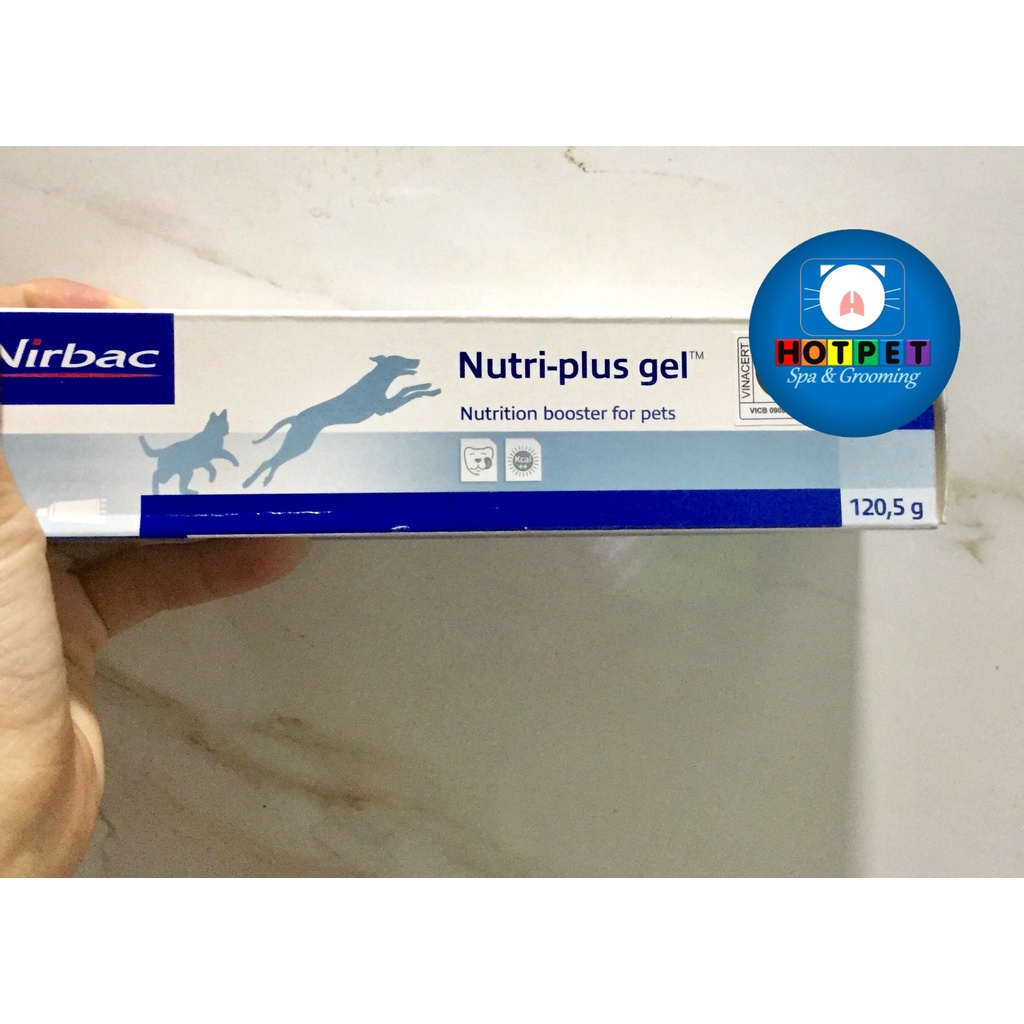 Virbac
Nutri-plus gel™
Nutrition booster for pets
Kcal
120,5 g
VINACERT
VICB
HOTPET
Spa & Grooming